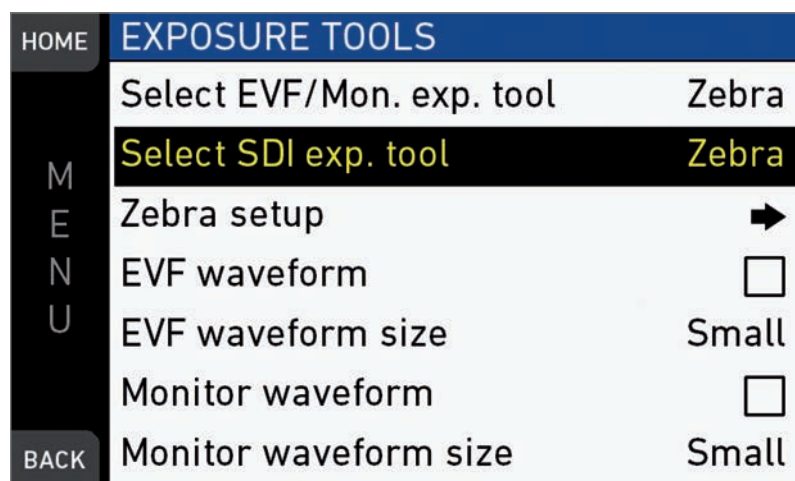 HOME EXPOSURE TOOLS
Select EVF/Mon. exp. tool Zebra
Select SDI exp. tool Zebra
Zebra setup
EVF waveform
EVF waveform size Small
Monitor waveform
Monitor waveform size Small
MENU
BACK